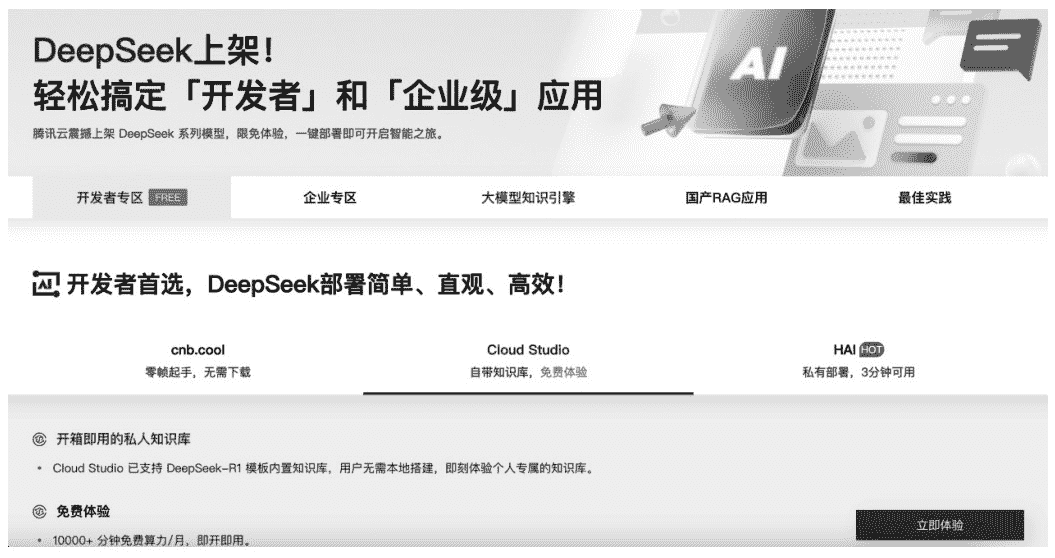 DeepSeek上架！
轻松搞定「开发者」和「企业级」应用
腾讯云震撼上架 DeepSeek 系列模型，限免体验，一键部署即可开启智能之旅。
AI
开发者专区 FREE
企业专区
大模型知识引擎
国产RAG应用
最佳实践
AI 开发者首选，DeepSeek部署简单、直观、高效！
cnb.cool
零帧起手，无需下载
Cloud Studio
自带知识库，免费体验
HAI HOT
私有部署，3分钟可用
开箱即用的私人知识库
• Cloud Studio 已支持 DeepSeek-R1 模板内置知识库，用户无需本地搭建，即刻体验个人专属的知识库。
免费体验
• 10000+ 分钟免费算力/月，即开即用。
立即体验